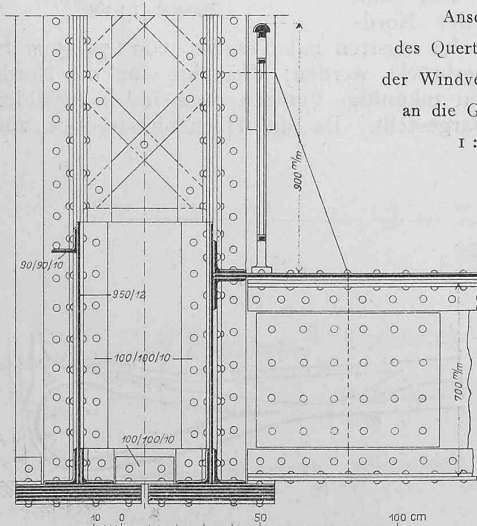 Ansc
des Quert
der Windve
an die G
1 :
900 m/m
90/90/10
950/12
100/100/10
100/100/10
700 m/m
10 0 50 100 cm